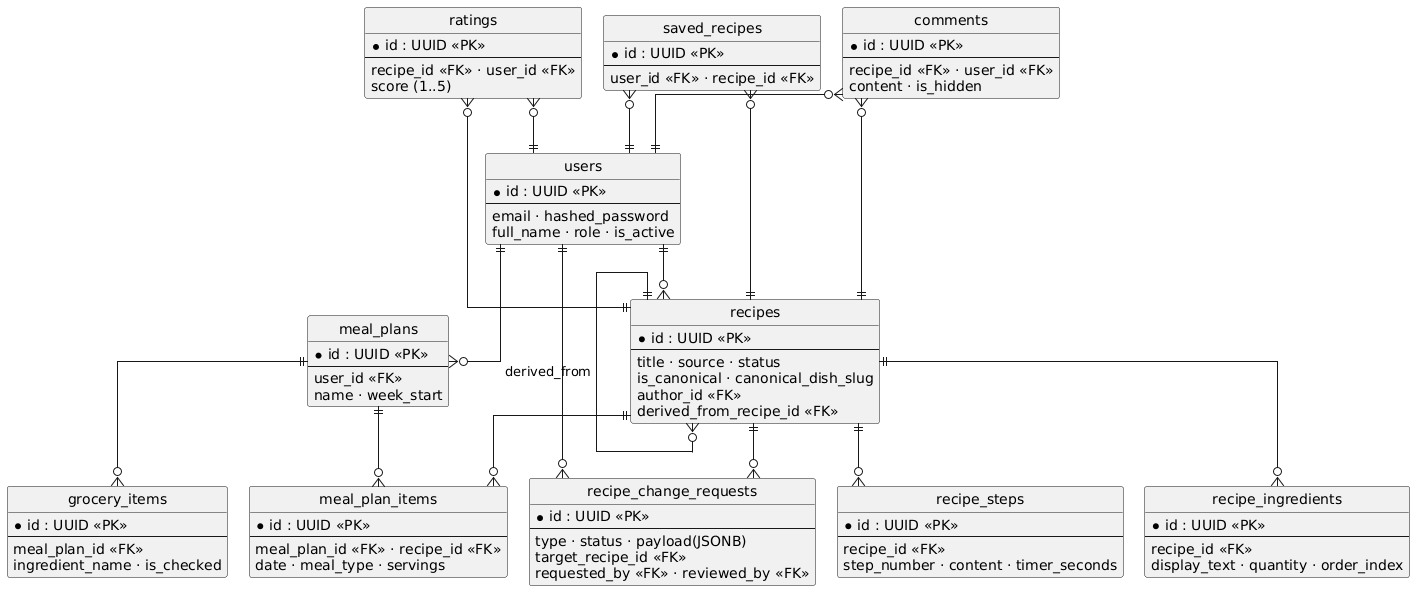 ratings
* id : UUID «PK»
recipe_id «FK» · user_id «FK»
score (1..5)
saved_recipes
* id : UUID «PK»
user_id «FK» · recipe_id «FK»
comments
* id : UUID «PK»
recipe_id «FK» · user_id «FK»
content · is_hidden
users
* id : UUID «PK»
email · hashed_password
full_name · role · is_active
meal_plans
* id : UUID «PK»
user_id «FK»
name · week_start
derived_from
recipes
* id : UUID «PK»
title · source · status
is_canonical · canonical_dish_slug
author_id «FK»
derived_from_recipe_id «FK»
grocery_items
* id : UUID «PK»
meal_plan_id «FK»
ingredient_name · is_checked
meal_plan_items
* id : UUID «PK»
meal_plan_id «FK» · recipe_id «FK»
date · meal_type · servings
recipe_change_requests
* id : UUID «PK»
type · status · payload(JSONB)
target_recipe_id «FK»
requested_by «FK» · reviewed_by «FK»
recipe_steps
* id : UUID «PK»
recipe_id «FK»
step_number · content · timer_seconds
recipe_ingredients
* id : UUID «PK»
recipe_id «FK»
display_text · quantity · order_index